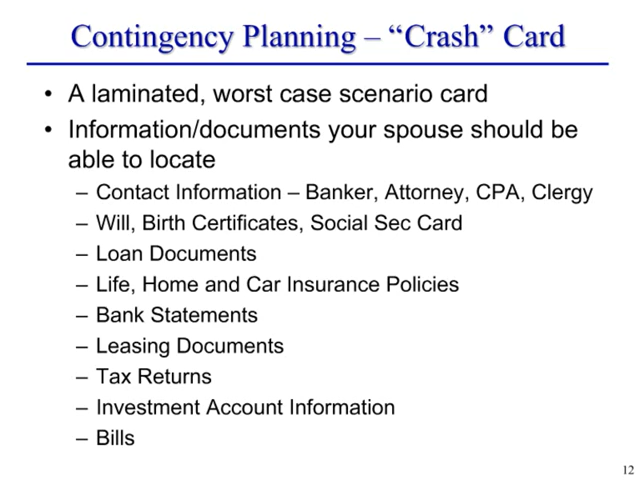 Contingency Planning – “Crash” Card
• A laminated, worst case scenario card
• Information/documents your spouse should be
able to locate
– Contact Information – Banker, Attorney, CPA, Clergy
– Will, Birth Certificates, Social Sec Card
– Loan Documents
– Life, Home and Car Insurance Policies
– Bank Statements
– Leasing Documents
– Tax Returns
– Investment Account Information
– Bills
12